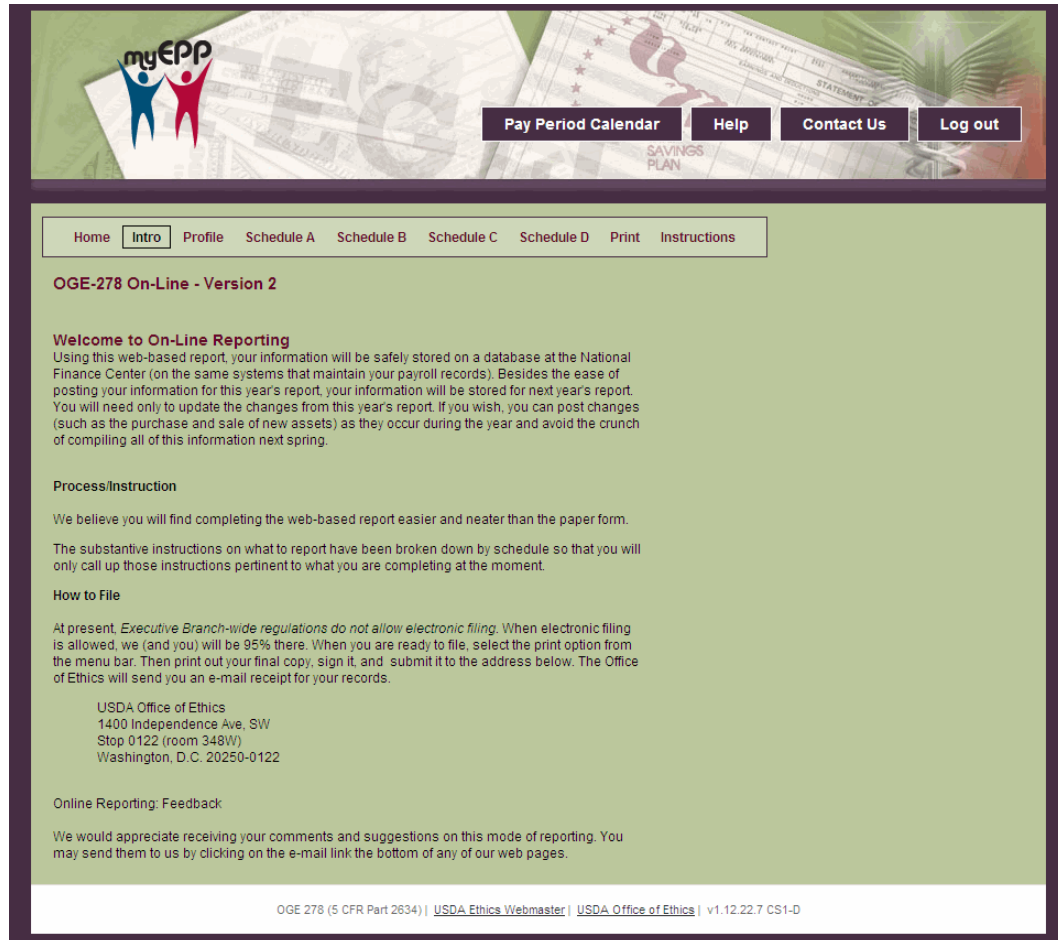 myEPP
STATEMENT OF
Pay Period Calendar
Help
Contact Us
Log out
SAVINGS
PLAN
Home Intro Profile Schedule A Schedule B Schedule C Schedule D Print Instructions
OGE-278 On-Line - Version 2
Welcome to On-Line Reporting
Using this web-based report, your information will be safely stored on a database at the National
Finance Center (on the same systems that maintain your payroll records). Besides the ease of
posting your information for this year's report, your information will be stored for next year's report.
You will need only to update the changes from this year's report. If you wish, you can post changes
(such as the purchase and sale of new assets) as they occur during the year and avoid the crunch
of compiling all of this information next spring.
Process/Instruction
We believe you will find completing the web-based report easier and neater than the paper form.
The substantive instructions on what to report have been broken down by schedule so that you will
only call up those instructions pertinent to what you are completing at the moment.
How to File
At present, Executive Branch-wide regulations do not allow electronic filing. When electronic filing
is allowed, we (and you) will be 95% there. When you are ready to file, select the print option from
the menu bar. Then print out your final copy, sign it, and submit it to the address below. The Office
of Ethics will send you an e-mail receipt for your records.
USDA Office of Ethics
1400 Independence Ave, SW
Stop 0122 (room 348W)
Washington, D.C. 20250-0122
Online Reporting: Feedback
We would appreciate receiving your comments and suggestions on this mode of reporting. You
may send them to us by clicking on the e-mail link the bottom of any of our web pages.
OGE 278 (5 CFR Part 2634) | USDA Ethics Webmaster | USDA Office of Ethics | v1.12.22.7 CS1-D